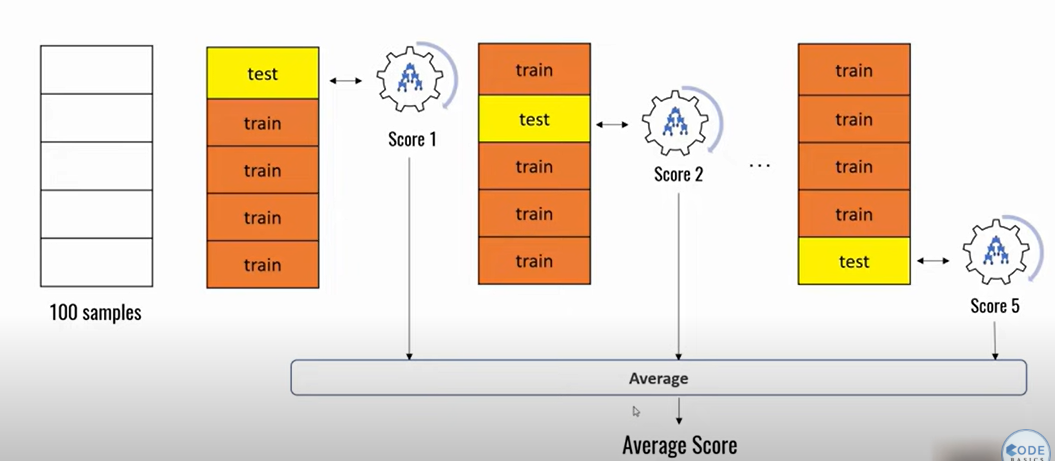 100 samples
test
train
train
train
train
Score 1
train
test
train
train
train
Score 2
...
train
train
train
train
test
Score 5
Average
Average Score
CODE
BASICS